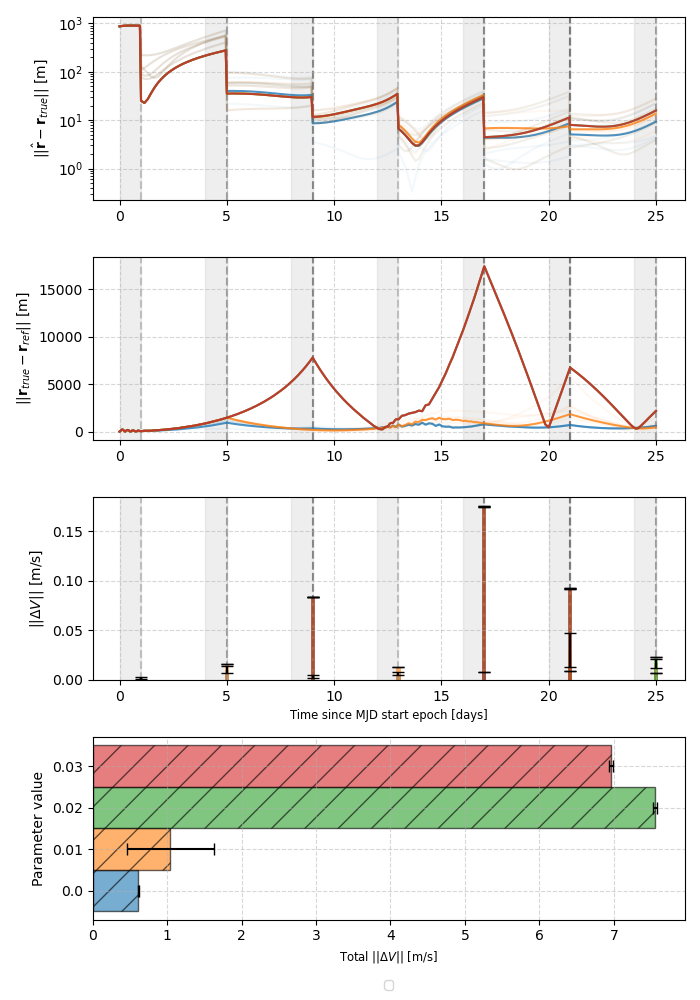 ||r̂ − r_true|| [m]
10³
10²
10¹
10⁰
0 5 10 15 20 25
||r_true − r_ref|| [m]
15000
10000
5000
0
0 5 10 15 20 25
||ΔV|| [m/s]
0.15
0.10
0.05
0.00
0 5 10 15 20 25
Time since MJD start epoch [days]
Parameter value
0.03
0.02
0.01
0.0
0 1 2 3 4 5 6 7
Total ||ΔV|| [m/s]